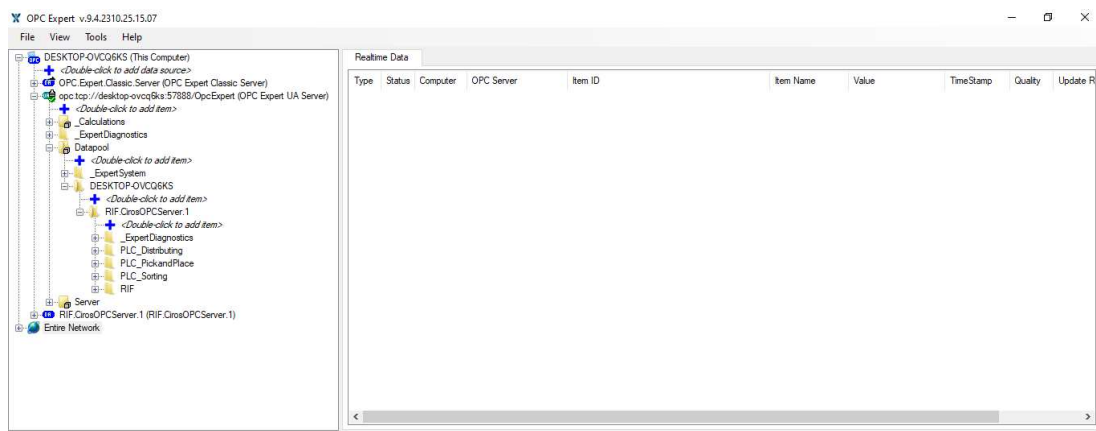 OPC Expert v.9.4.2310.25.15.07
File View Tools Help
DESKTOP-OVCQ6KS (This Computer)
<Double-click to add data source>
OPC.Expert.Classic.Server (OPC Expert Classic Server)
opc.tcp://desktop-ovcq6ks:57888/OpcExpert (OPC Expert UA Server)
<Double-click to add item>
_Calculations
_ExpertDiagnostics
Datapool
<Double-click to add item>
_ExpertSystem
DESKTOP-OVCQ6KS
<Double-click to add item>
RIF.CirosOPCServer.1
<Double-click to add item>
_ExpertDiagnostics
PLC_Distributing
PLC_PickandPlace
PLC_Sorting
RIF
Server
RIF.CirosOPCServer.1 (RIF.CirosOPCServer.1)
Entire Network
Realtime Data
Type Status Computer OPC Server Item ID Item Name Value TimeStamp Quality Update R